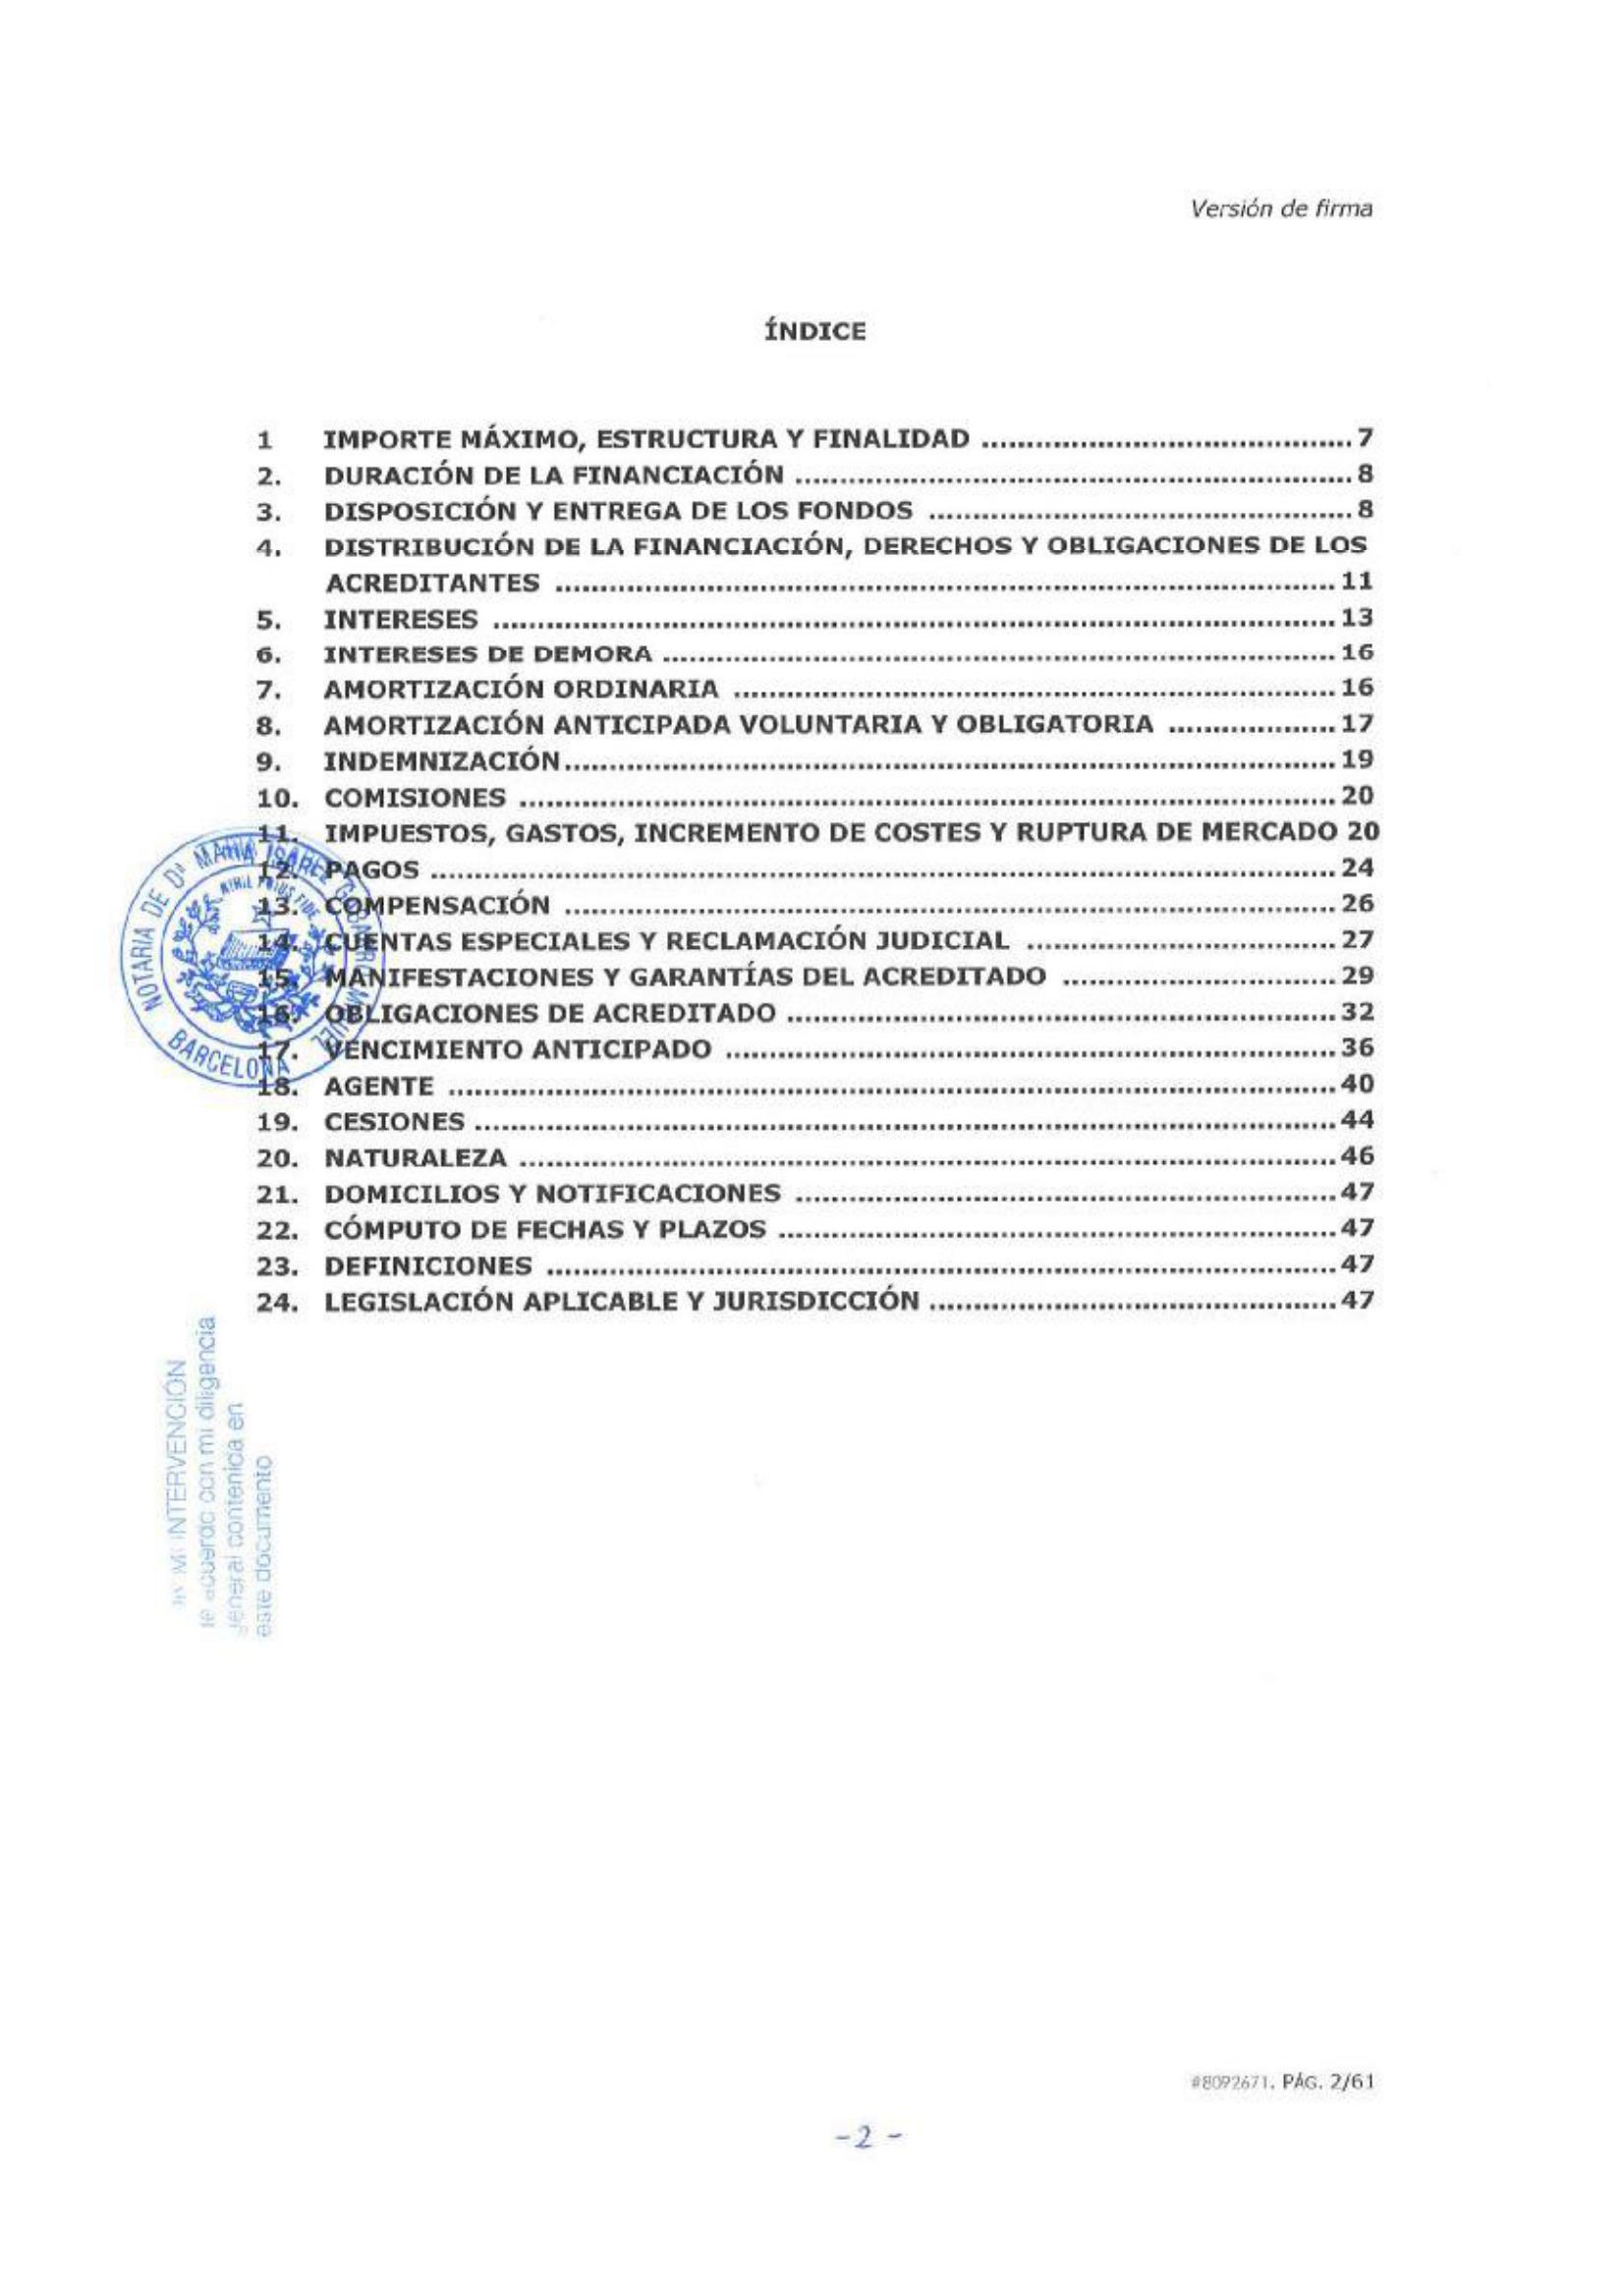 Versión de firma
ÍNDICE
1 IMPORTE MÁXIMO, ESTRUCTURA Y FINALIDAD ........................................ 7
2. DURACIÓN DE LA FINANCIACIÓN ........................................ 8
3. DISPOSICIÓN Y ENTREGA DE LOS FONDOS ........................................ 8
4. DISTRIBUCIÓN DE LA FINANCIACIÓN, DERECHOS Y OBLIGACIONES DE LOS
ACREDITANTES ........................................ 11
5. INTERESES ........................................ 13
6. INTERESES DE DEMORA ........................................ 16
7. AMORTIZACIÓN ORDINARIA ........................................ 16
8. AMORTIZACIÓN ANTICIPADA VOLUNTARIA Y OBLIGATORIA ................... 17
9. INDEMNIZACIÓN ........................................ 19
10. COMISIONES ........................................ 20
11. IMPUESTOS, GASTOS, INCREMENTO DE COSTES Y RUPTURA DE MERCADO 20
12. PAGOS ........................................ 24
13. COMPENSACIÓN ........................................ 26
14. CUENTAS ESPECIALES Y RECLAMACIÓN JUDICIAL ................................... 27
15. MANIFESTACIONES Y GARANTÍAS DEL ACREDITADO ............................... 29
16. OBLIGACIONES DE ACREDITADO ........................................ 32
17. VENCIMIENTO ANTICIPADO ........................................ 36
18. AGENTE ........................................ 40
19. CESIONES ........................................ 44
20. NATURALEZA ........................................ 46
21. DOMICILIOS Y NOTIFICACIONES ........................................ 47
22. CÓMPUTO DE FECHAS Y PLAZOS ........................................ 47
23. DEFINICIONES ........................................ 47
24. LEGISLACIÓN APLICABLE Y JURISDICCIÓN ........................................ 47
NOTARIA DE Dª MARIA ISABEL
BARCELONA
NIHIL PRIUS FIDE
INTERVENCIÓN
acuerdo con mi diligencia
general contenida en
este documento
#8092671. PÁG. 2/61
-2-